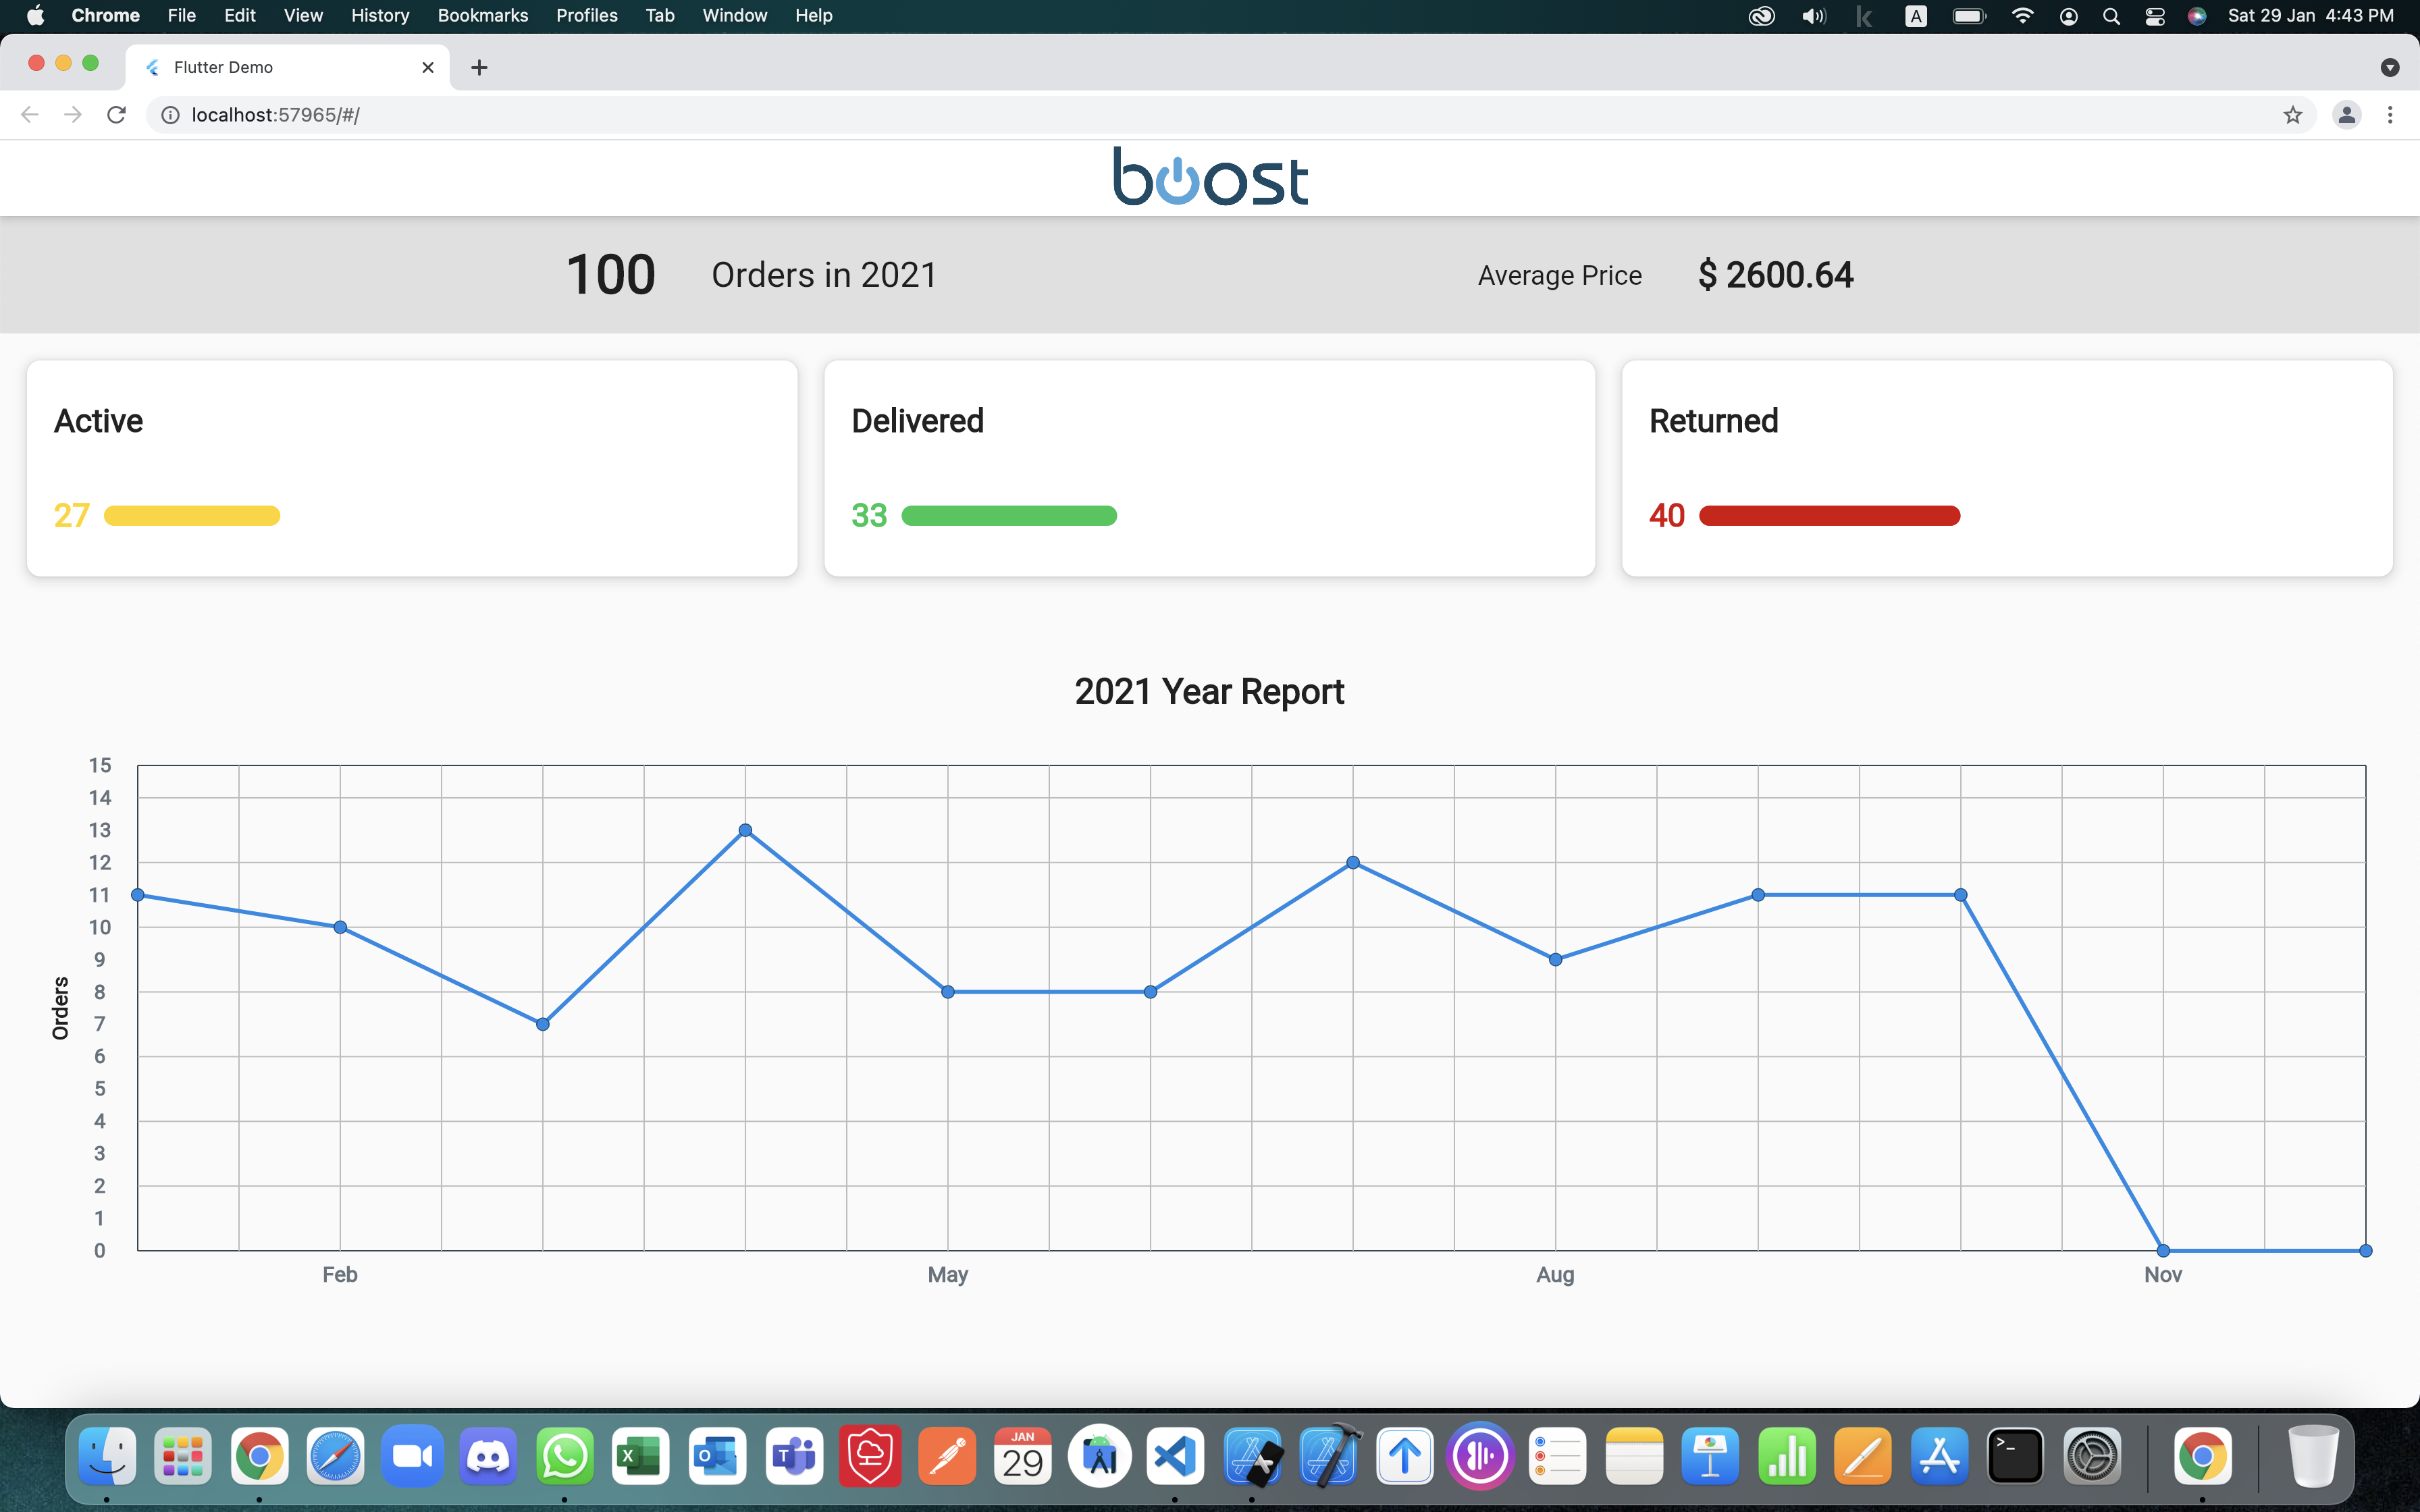 Chrome File Edit View History Bookmarks Profiles Tab Window Help A Sat 29 Jan 4:43 PM
Flutter Demo
localhost:57965/#/
boost
100 Orders in 2021 Average Price $ 2600.64
Active Delivered Returned
27 33 40
2021 Year Report
15
14
13
12
11
10
9
8
7
6
5
4
3
2
1
0
Orders
Feb May Aug Nov
JAN
29